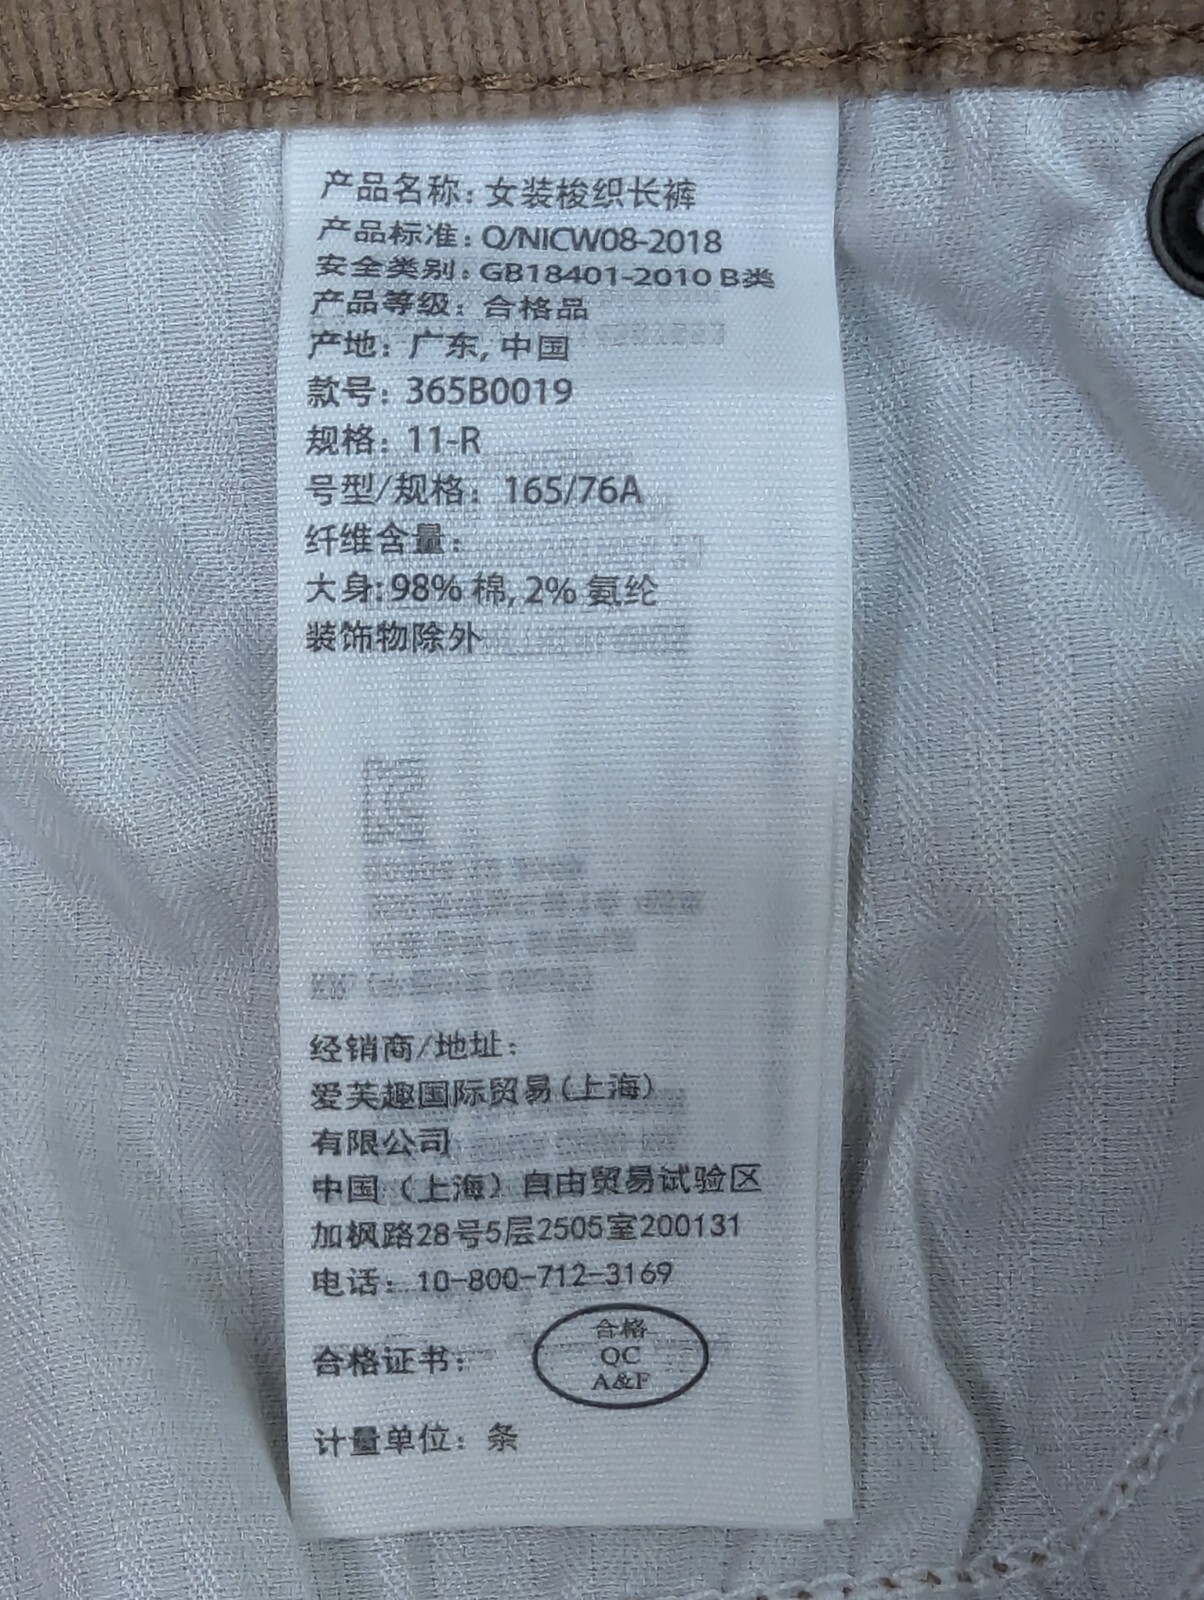 产品名称: 女装梭织长裤
产品标准: Q/NICW08-2018
安全类别: GB18401-2010 B类
产品等级: 合格品
产地: 广东, 中国
款号: 365B0019
规格: 11-R
号型/规格: 165/76A
纤维含量:
大身: 98% 棉, 2% 氨纶
装饰物除外
经销商/地址:
爱芙趣国际贸易(上海)
有限公司
中国（上海）自由贸易试验区
加枫路28号5层2505室200131
电话: 10-800-712-3169
合格
QC
A&F
合格证书:
计量单位: 条